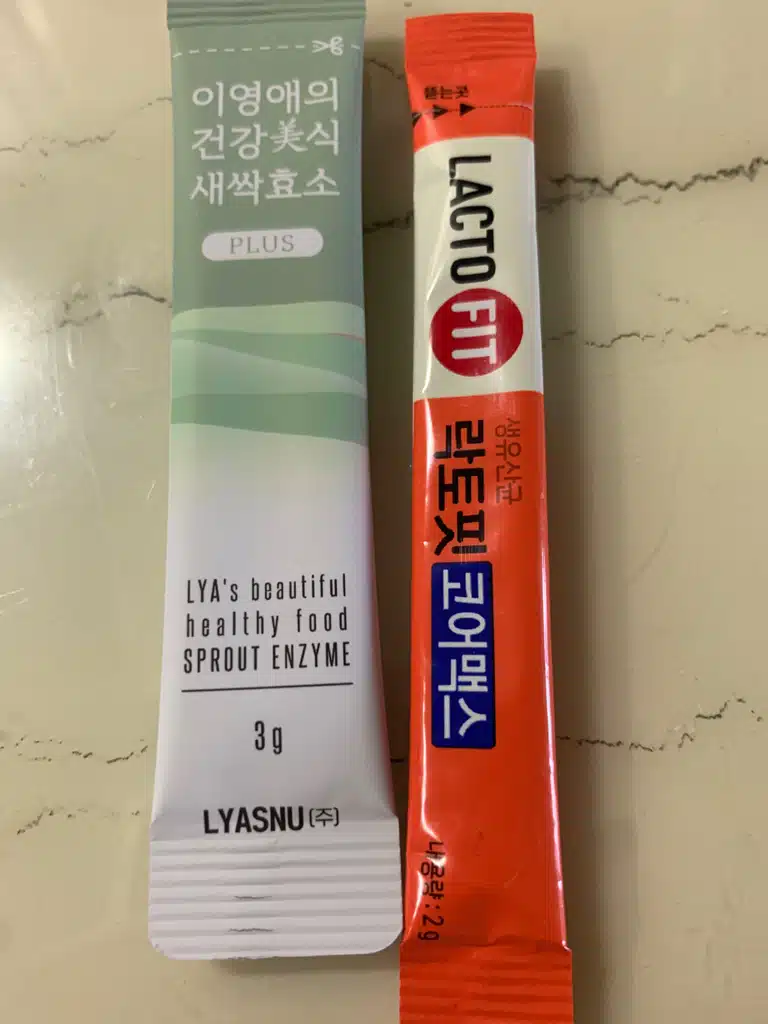 이영애의
건강美식
새싹효소
PLUS
LYA's beautiful
healthy food
SPROUT ENZYME
3g
LYASNU(주)
뜯는곳
LACTO FIT
생유산균
락토핏
코어맥스
내용량: 2g